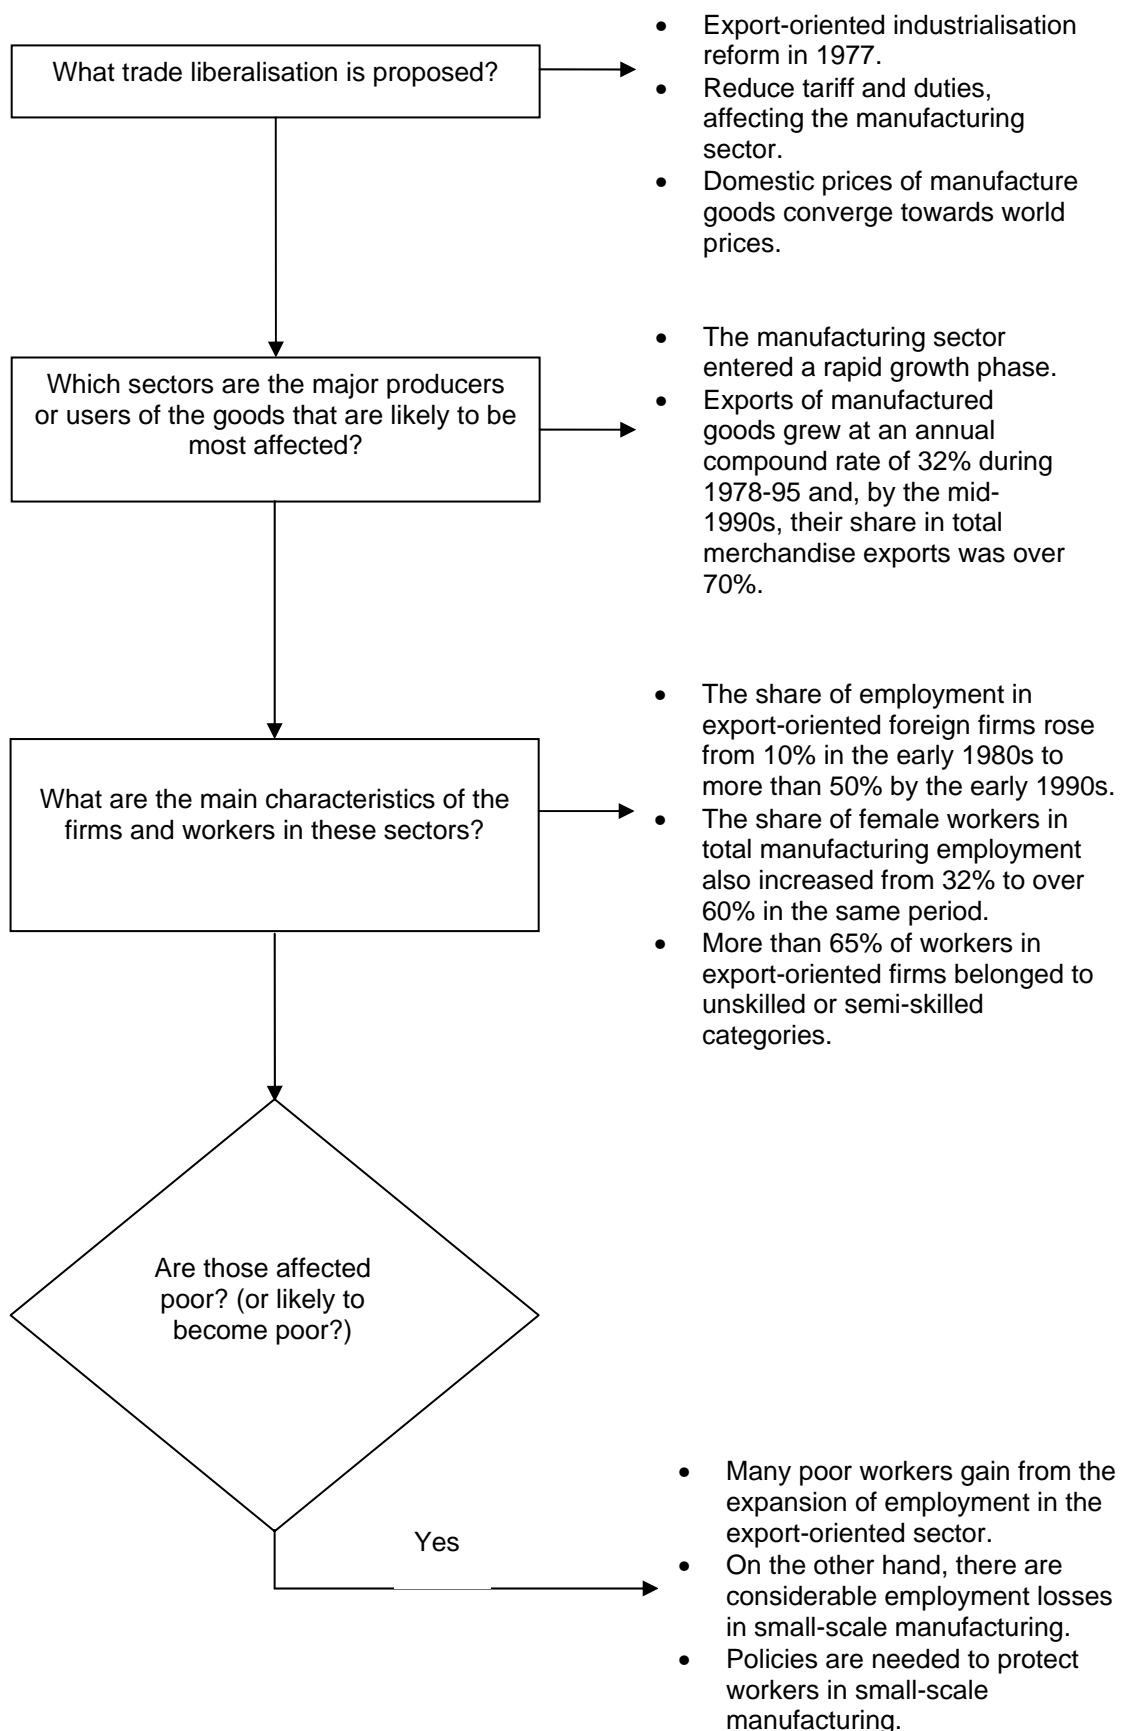 What trade liberalisation is proposed?
• Export-oriented industrialisation
reform in 1977.
• Reduce tariff and duties,
affecting the manufacturing
sector.
• Domestic prices of manufacture
goods converge towards world
prices.
Which sectors are the major producers
or users of the goods that are likely to be
most affected?
• The manufacturing sector
entered a rapid growth phase.
• Exports of manufactured
goods grew at an annual
compound rate of 32% during
1978-95 and, by the mid-
1990s, their share in total
merchandise exports was over
70%.
What are the main characteristics of the
firms and workers in these sectors?
• The share of employment in
export-oriented foreign firms rose
from 10% in the early 1980s to
more than 50% by the early 1990s.
• The share of female workers in
total manufacturing employment
also increased from 32% to over
60% in the same period.
• More than 65% of workers in
export-oriented firms belonged to
unskilled or semi-skilled
categories.
Are those affected
poor? (or likely to
become poor?)
Yes
• Many poor workers gain from the
expansion of employment in the
export-oriented sector.
• On the other hand, there are
considerable employment losses
in small-scale manufacturing.
• Policies are needed to protect
workers in small-scale
manufacturing.